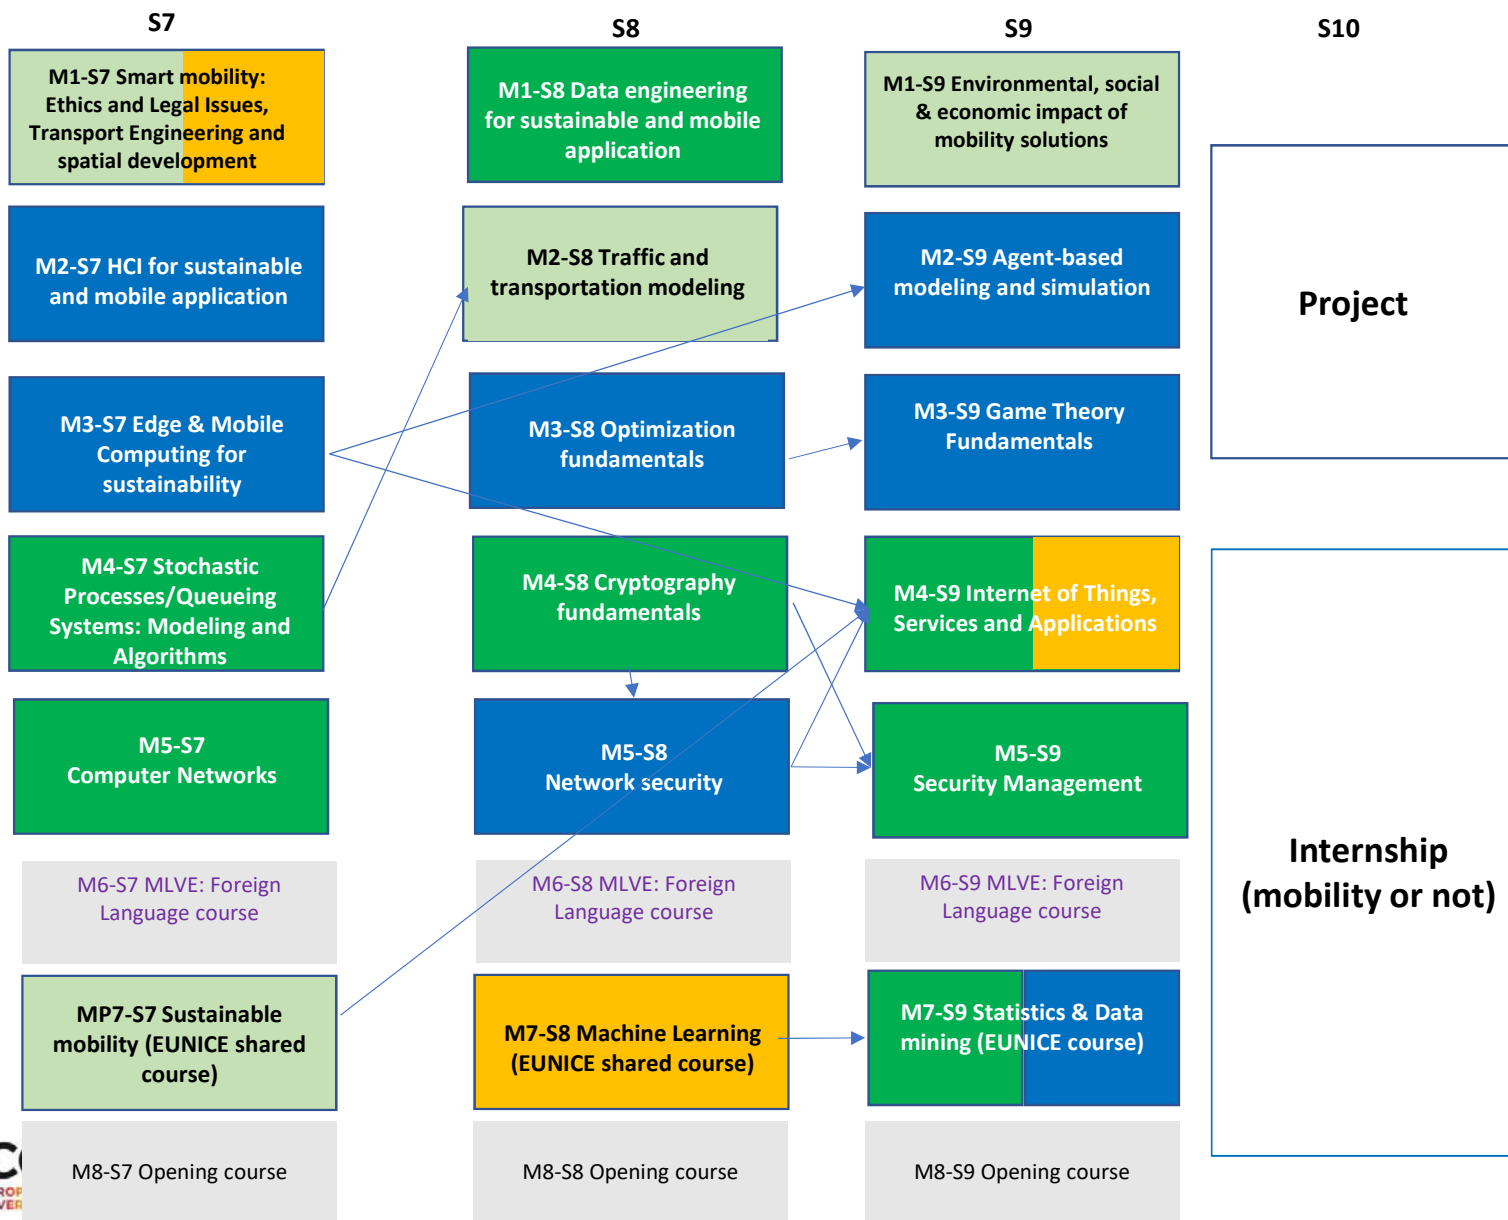 S7
S8
S9
S10
M1-S7 Smart mobility:
Ethics and Legal Issues,
Transport Engineering and
spatial development
M1-S8 Data engineering
for sustainable and mobile
application
M1-S9 Environmental, social
& economic impact of
mobility solutions
M2-S7 HCI for sustainable
and mobile application
M2-S8 Traffic and
transportation modeling
M2-S9 Agent-based
modeling and simulation
Project
M3-S7 Edge & Mobile
Computing for
sustainability
M3-S8 Optimization
fundamentals
M3-S9 Game Theory
Fundamentals
M4-S7 Stochastic
Processes/Queueing
Systems: Modeling and
Algorithms
M4-S8 Cryptography
fundamentals
M4-S9 Internet of Things,
Services and Applications
M5-S7
Computer Networks
M5-S8
Network security
M5-S9
Security Management
Internship
(mobility or not)
M6-S7 MLVE: Foreign
Language course
M6-S8 MLVE: Foreign
Language course
M6-S9 MLVE: Foreign
Language course
MP7-S7 Sustainable
mobility (EUNICE shared
course)
M7-S8 Machine Learning
(EUNICE shared course)
M7-S9 Statistics & Data
mining (EUNICE course)
M8-S7 Opening course
M8-S8 Opening course
M8-S9 Opening course